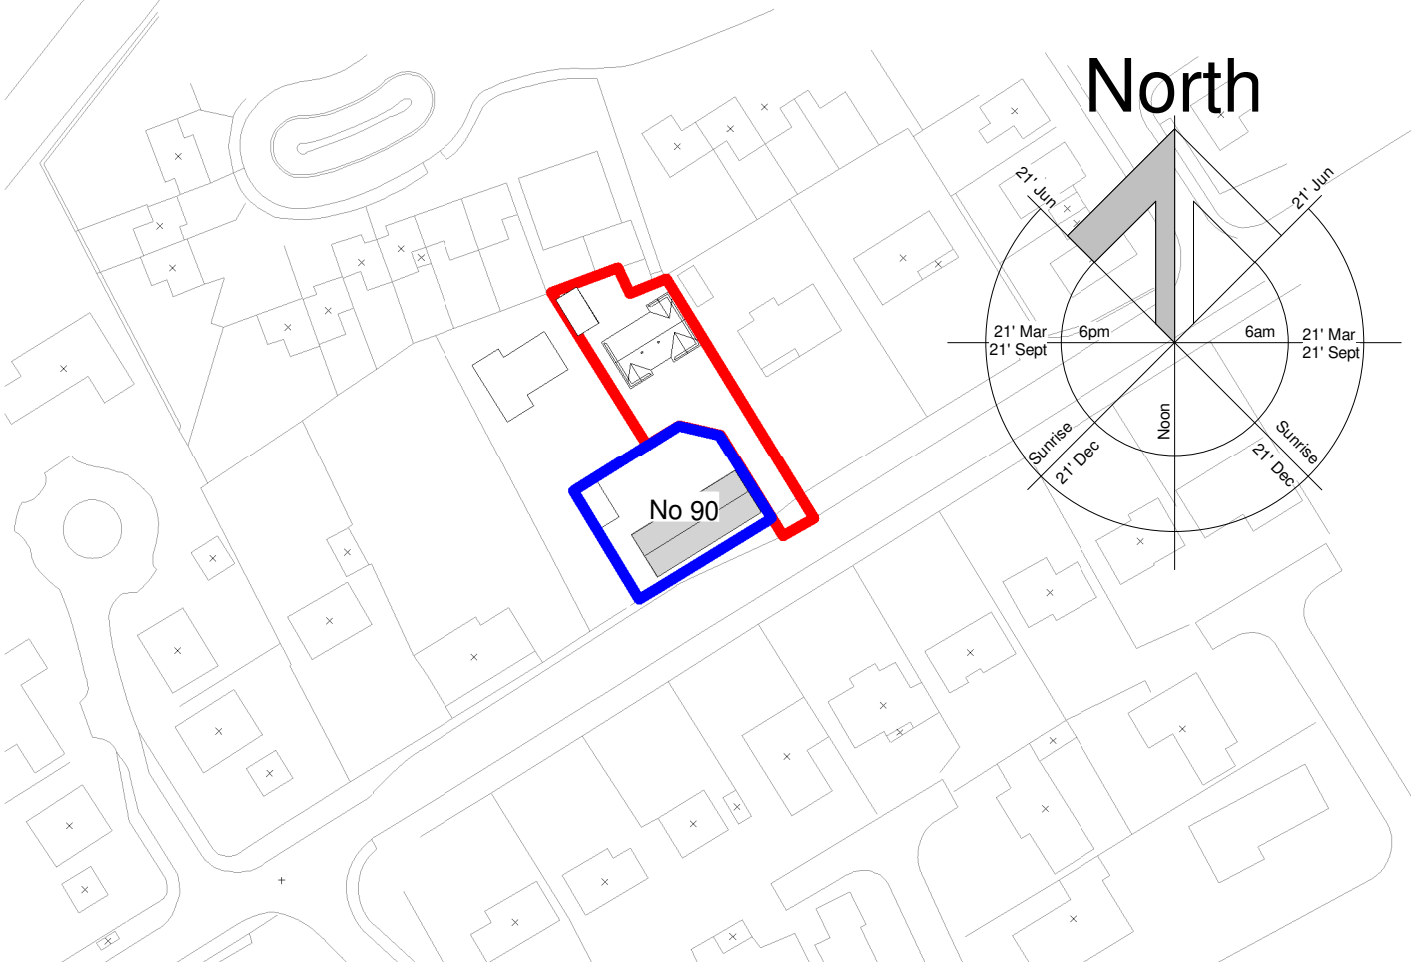 North
21' Jun
21' Jun
21' Mar
21' Sept
6pm
6am
21' Mar
21' Sept
Noon
Sunrise
21' Dec
Sunrise
21' Dec
No 90